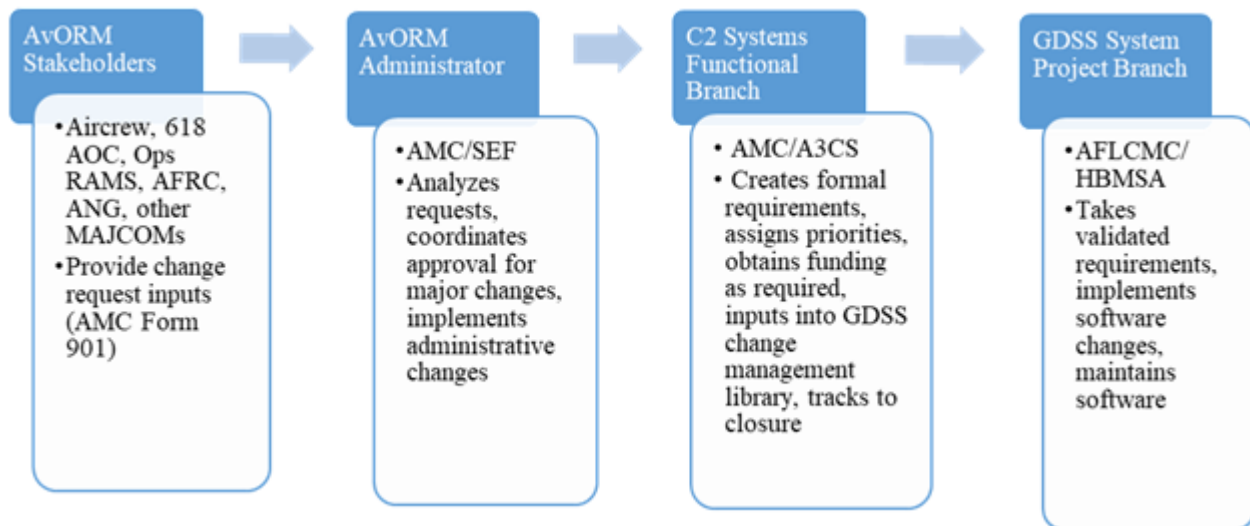 AvORM
Stakeholders
• Aircrew, 618
AOC, Ops
RAMS, AFRC,
ANG, other
MAJCOMs
• Provide change
request inputs
(AMC Form
901)
AvORM
Administrator
• AMC/SEF
• Analyzes
requests,
coordinates
approval for
major changes,
implements
administrative
changes
C2 Systems
Functional
Branch
• AMC/A3CS
• Creates formal
requirements,
assigns priorities,
obtains funding
as required,
inputs into GDSS
change
management
library, tracks to
closure
GDSS System
Project Branch
• AFLCMC/
HBMSA
• Takes
validated
requirements,
implements
software
changes,
maintains
software